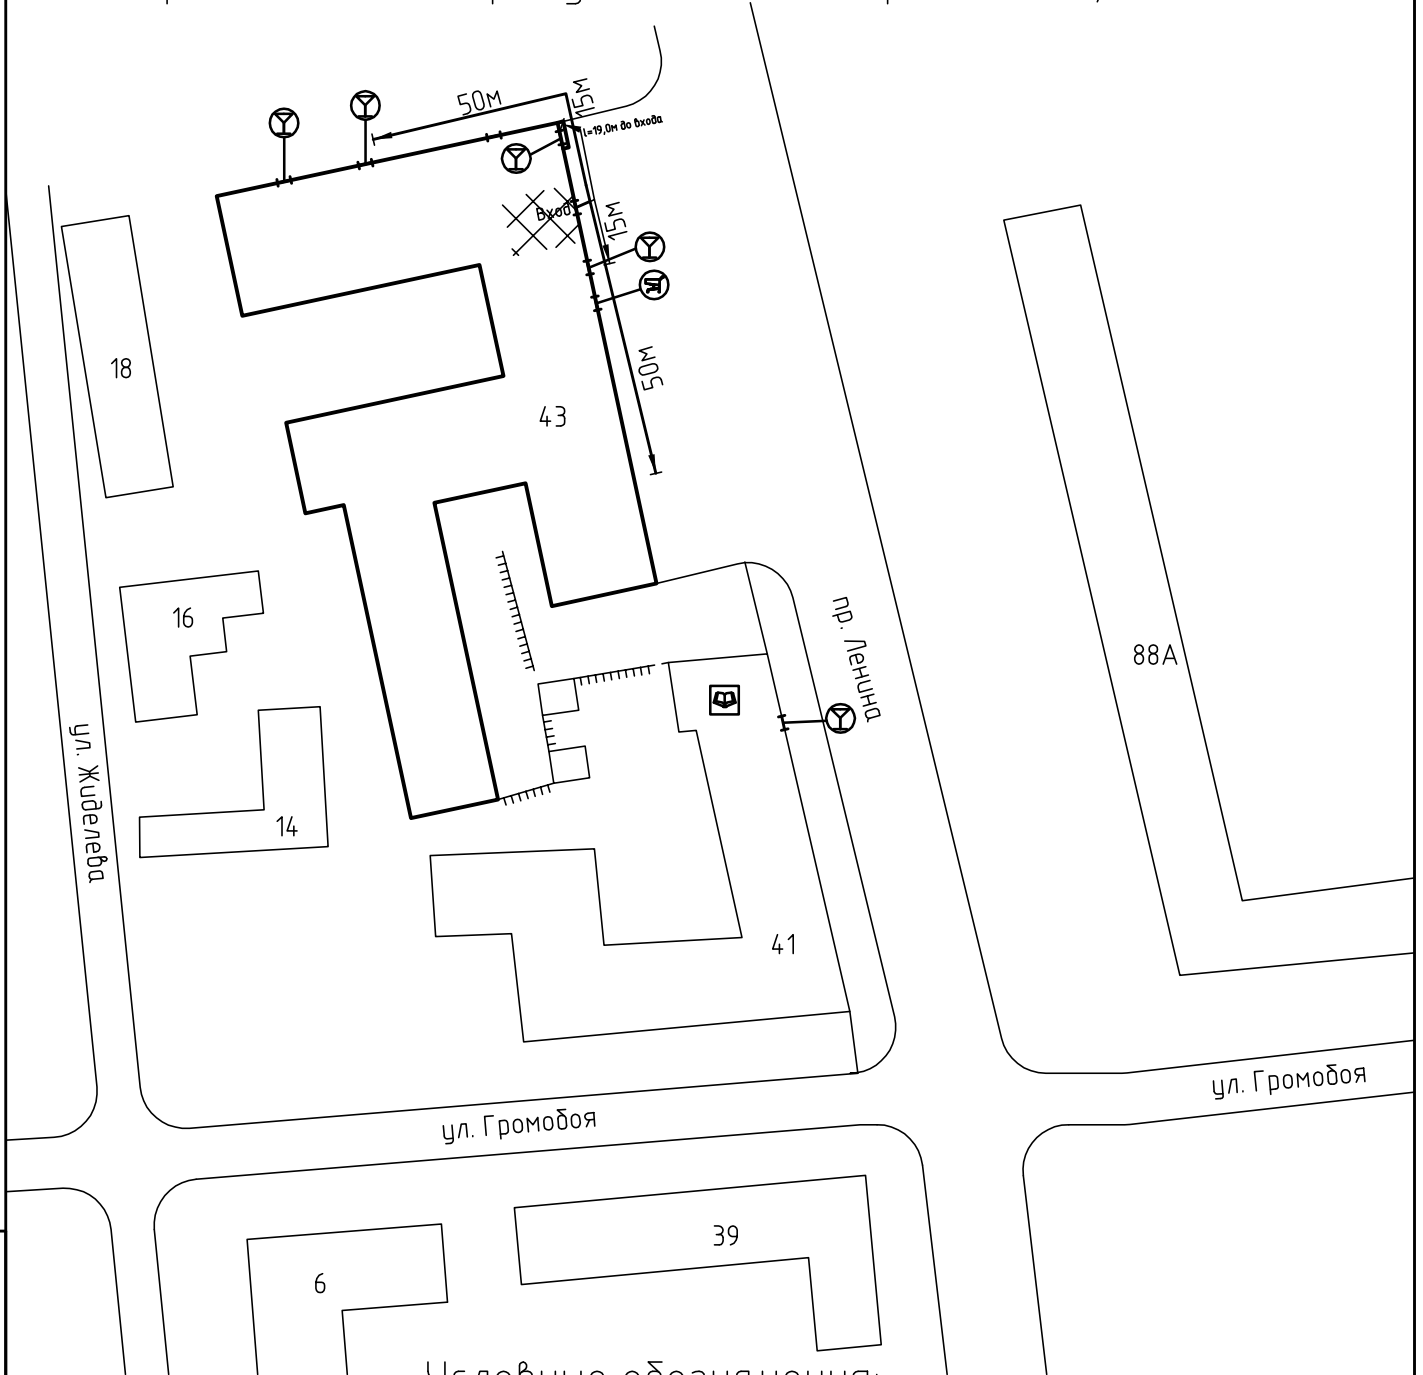 50м
15м
l=19,0м до входа
Вход
15м
50м
18
43
16
пр. Ленина
88А
ул. Жиделева
14
41
ул. Громобоя
ул. Громобоя
39
6
Условные обозначения: